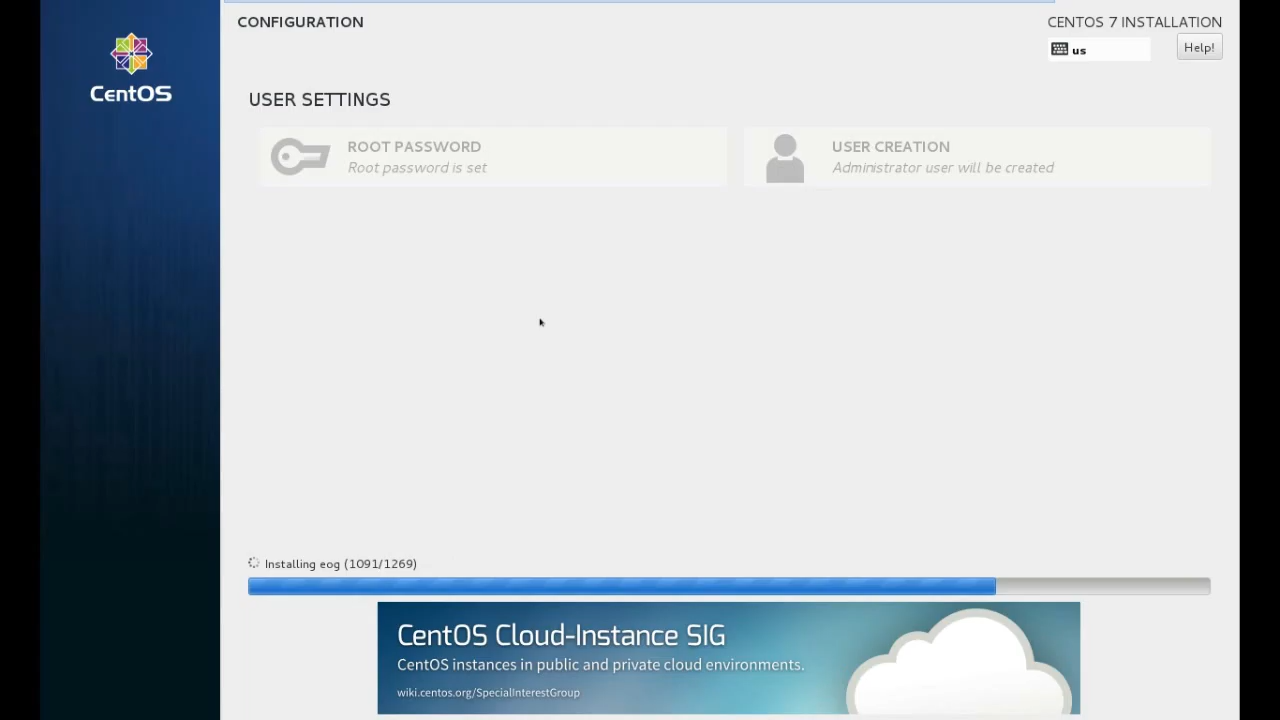 CentOS
CONFIGURATION
CENTOS 7 INSTALLATION
us
Help!
USER SETTINGS
ROOT PASSWORD
Root password is set
USER CREATION
Administrator user will be created
Installing eog (1091/1269)
CentOS Cloud-Instance SIG
CentOS instances in public and private cloud environments.
wiki.centos.org/SpecialInterestGroup